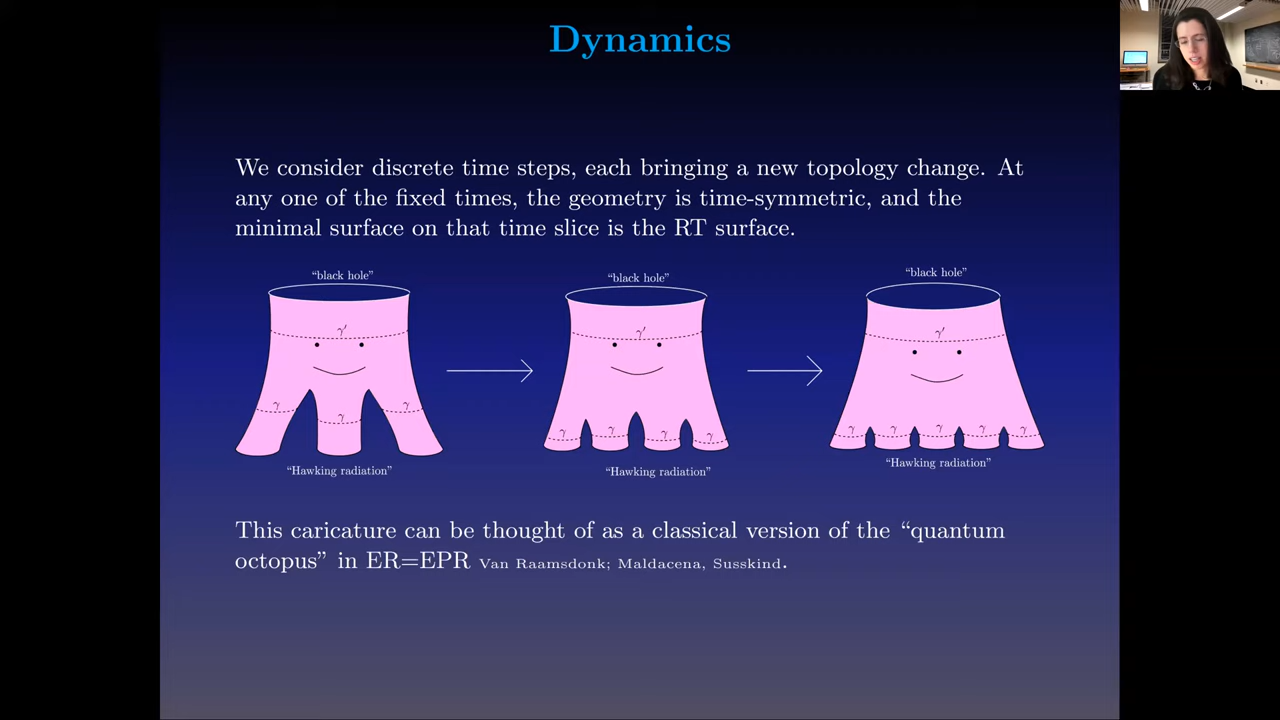 Dynamics
We consider discrete time steps, each bringing a new topology change. At
any one of the fixed times, the geometry is time-symmetric, and the
minimal surface on that time slice is the RT surface.
“black hole”
γ′
γ γ γ
“Hawking radiation”
“black hole”
γ′
γ γ γ γ
“Hawking radiation”
“black hole”
γ′
γ γ γ γ γ
“Hawking radiation”
This caricature can be thought of as a classical version of the “quantum
octopus” in ER=EPR Van Raamsdonk; Maldacena, Susskind.